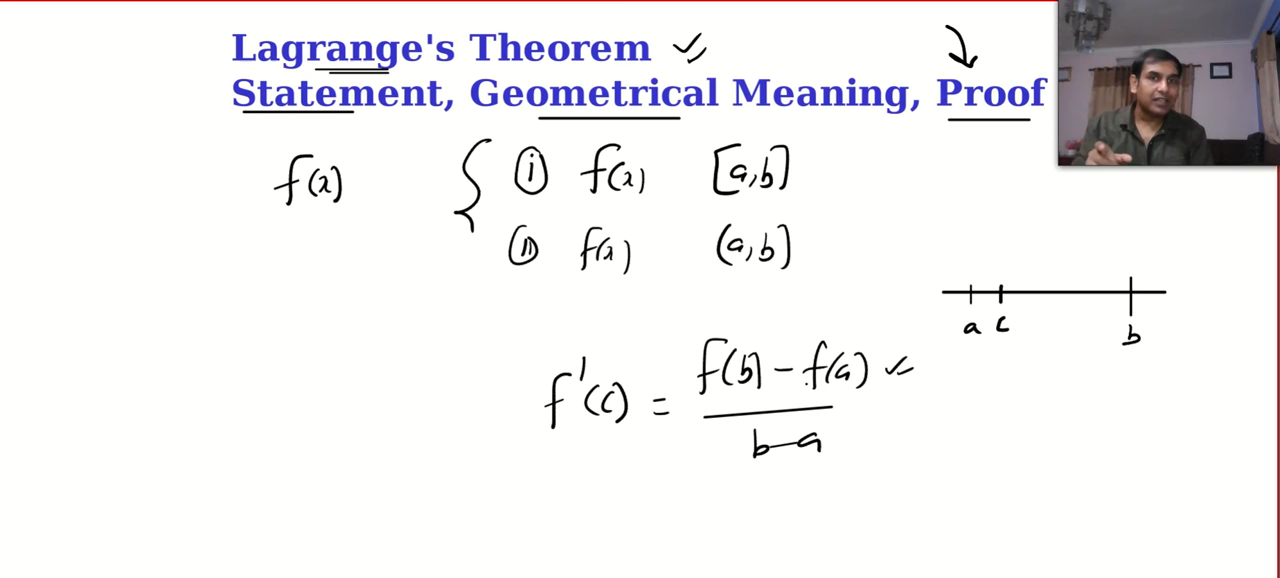 Lagrange's Theorem
Statement, Geometrical Meaning, Proof
f(x) (i) f(x) [a,b]
(ii) f(x) (a,b)
a c b
f'(c) = f(b) - f(a)
b-a